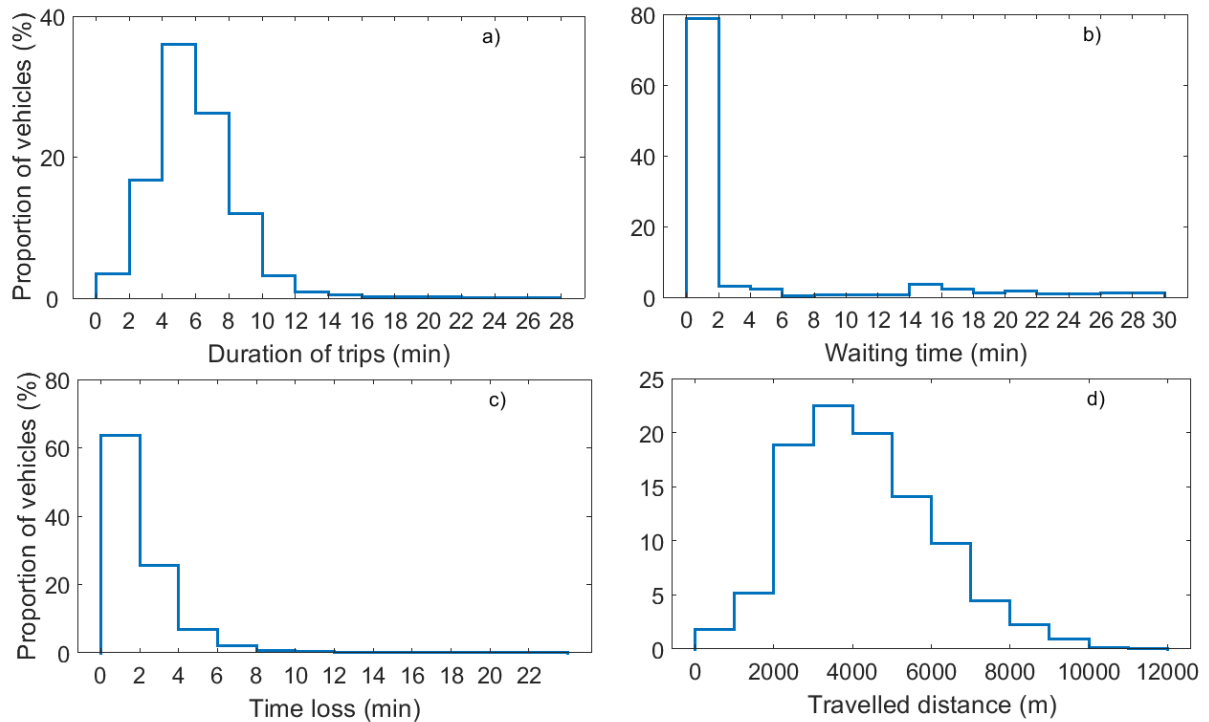 a)
Proportion of vehicles (%)
40
20
0
0 2 4 6 8 10 12 14 16 18 20 22 24 26 28
Duration of trips (min)
b)
80
60
40
20
0
0 2 4 6 8 10 12 14 16 18 20 22 24 26 28 30
Waiting time (min)
c)
Proportion of vehicles (%)
80
60
40
20
0
0 2 4 6 8 10 12 14 16 18 20 22
Time loss (min)
d)
25
20
15
10
5
0
0 2000 4000 6000 8000 10000 12000
Travelled distance (m)